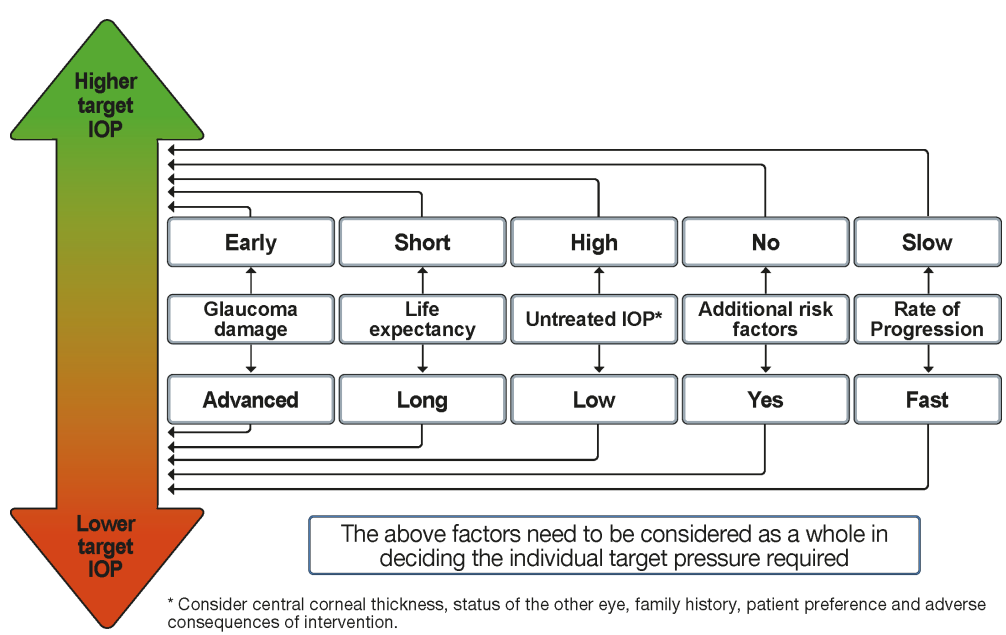 Higher
target
IOP
Early
Short
High
No
Slow
Glaucoma
damage
Life
expectancy
Untreated IOP*
Additional risk
factors
Rate of
Progression
Advanced
Long
Low
Yes
Fast
Lower
target
IOP
The above factors need to be considered as a whole in
deciding the individual target pressure required
* Consider central corneal thickness, status of the other eye, family history, patient preference and adverse
consequences of intervention.